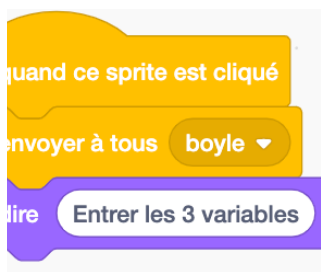 quand ce sprite est cliqué
envoyer à tous boyle
dire Entrer les 3 variables